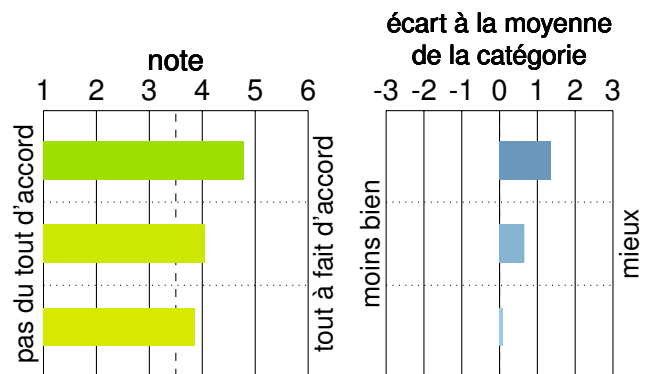 note
1 2 3 4 5 6
pas du tout d'accord
tout à fait d'accord
écart à la moyenne
de la catégorie
-3 -2 -1 0 1 2 3
moins bien
mieux